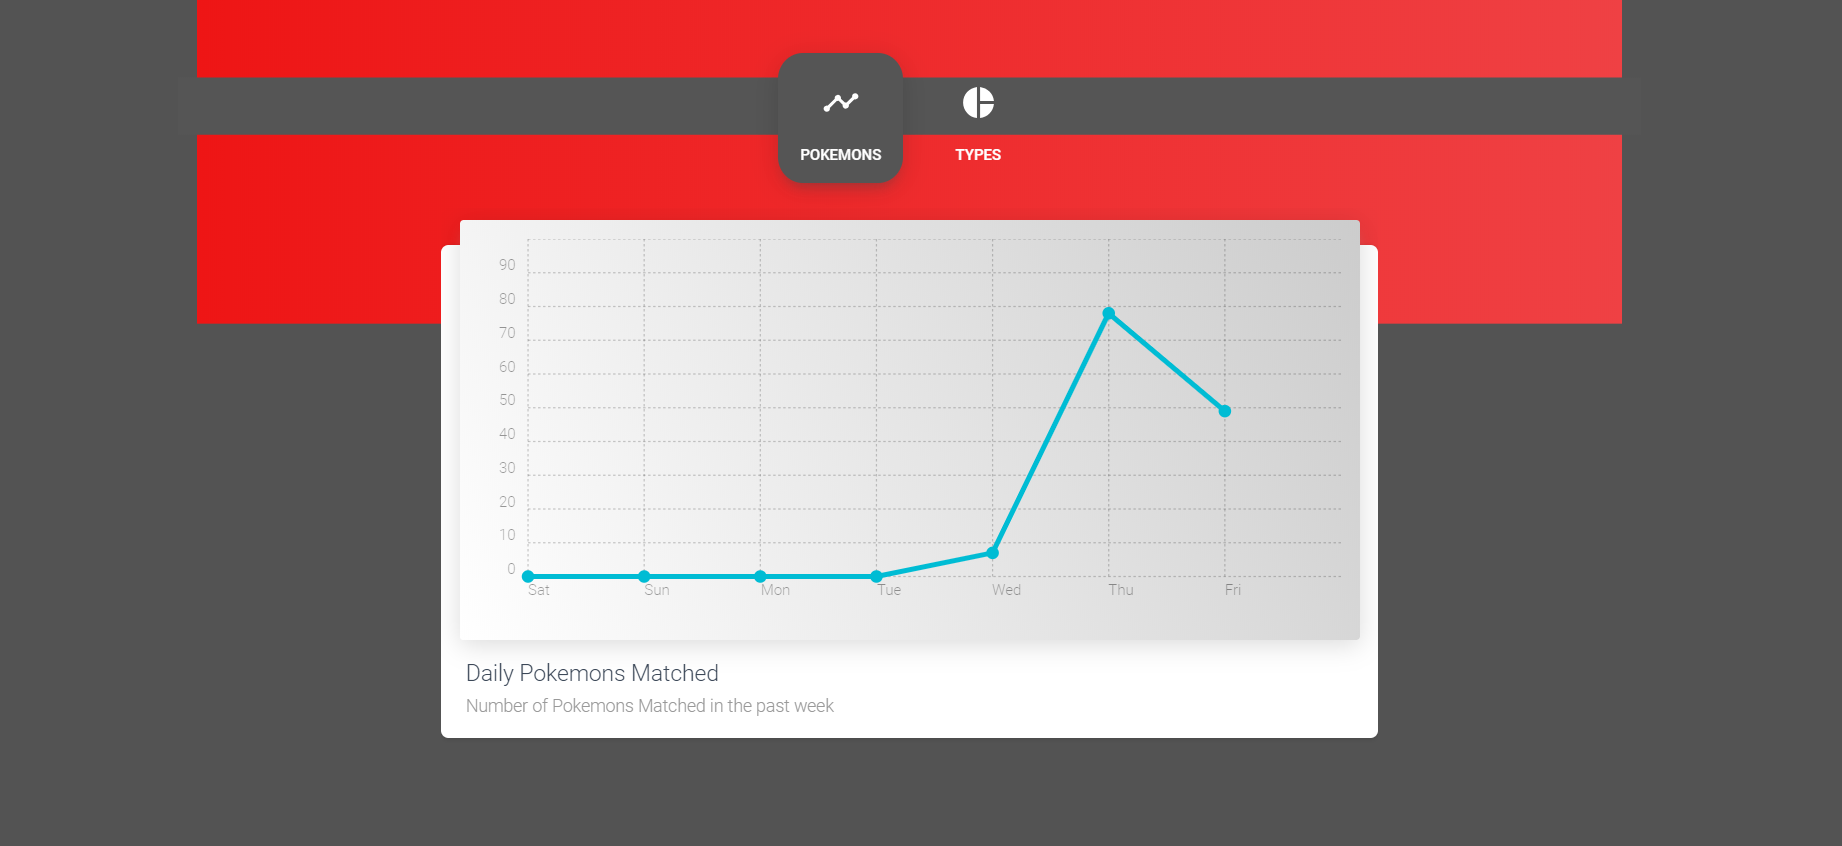 POKEMONS
TYPES
90
80
70
60
50
40
30
20
10
0
Sat Sun Mon Tue Wed Thu Fri
Daily Pokemons Matched
Number of Pokemons Matched in the past week